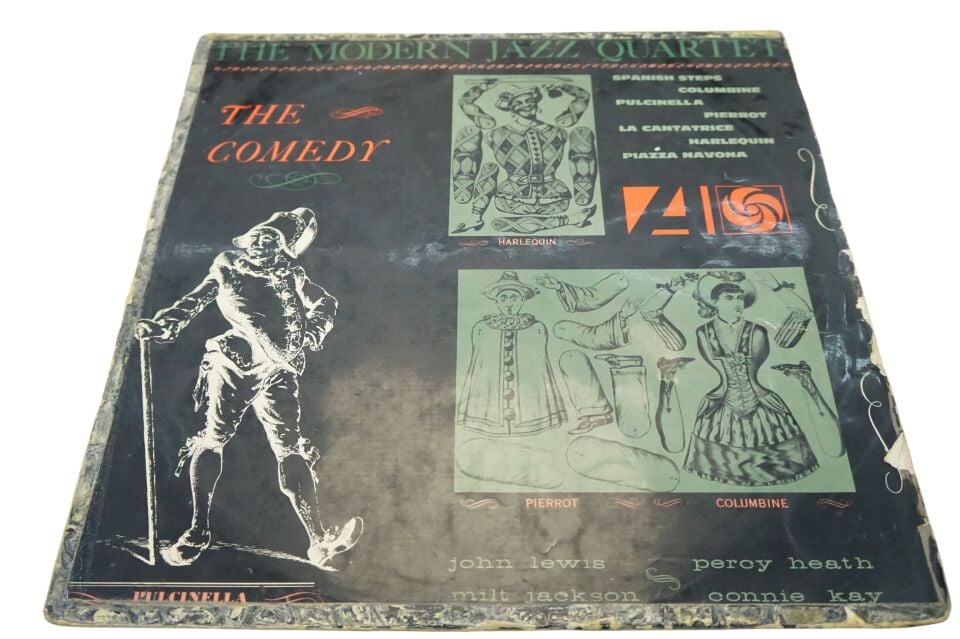 THE MODERN JAZZ QUARTET
THE
COMEDY
SPANISH STEPS
COLUMBINE
PULCINELLA
PIERROT
LA CANTATRICE
HARLEQUIN
PIAZZA NAVONA
A
HARLEQUIN
PIERROT
COLUMBINE
john lewis
percy heath
milt jackson
connie kay
PULCINELLA